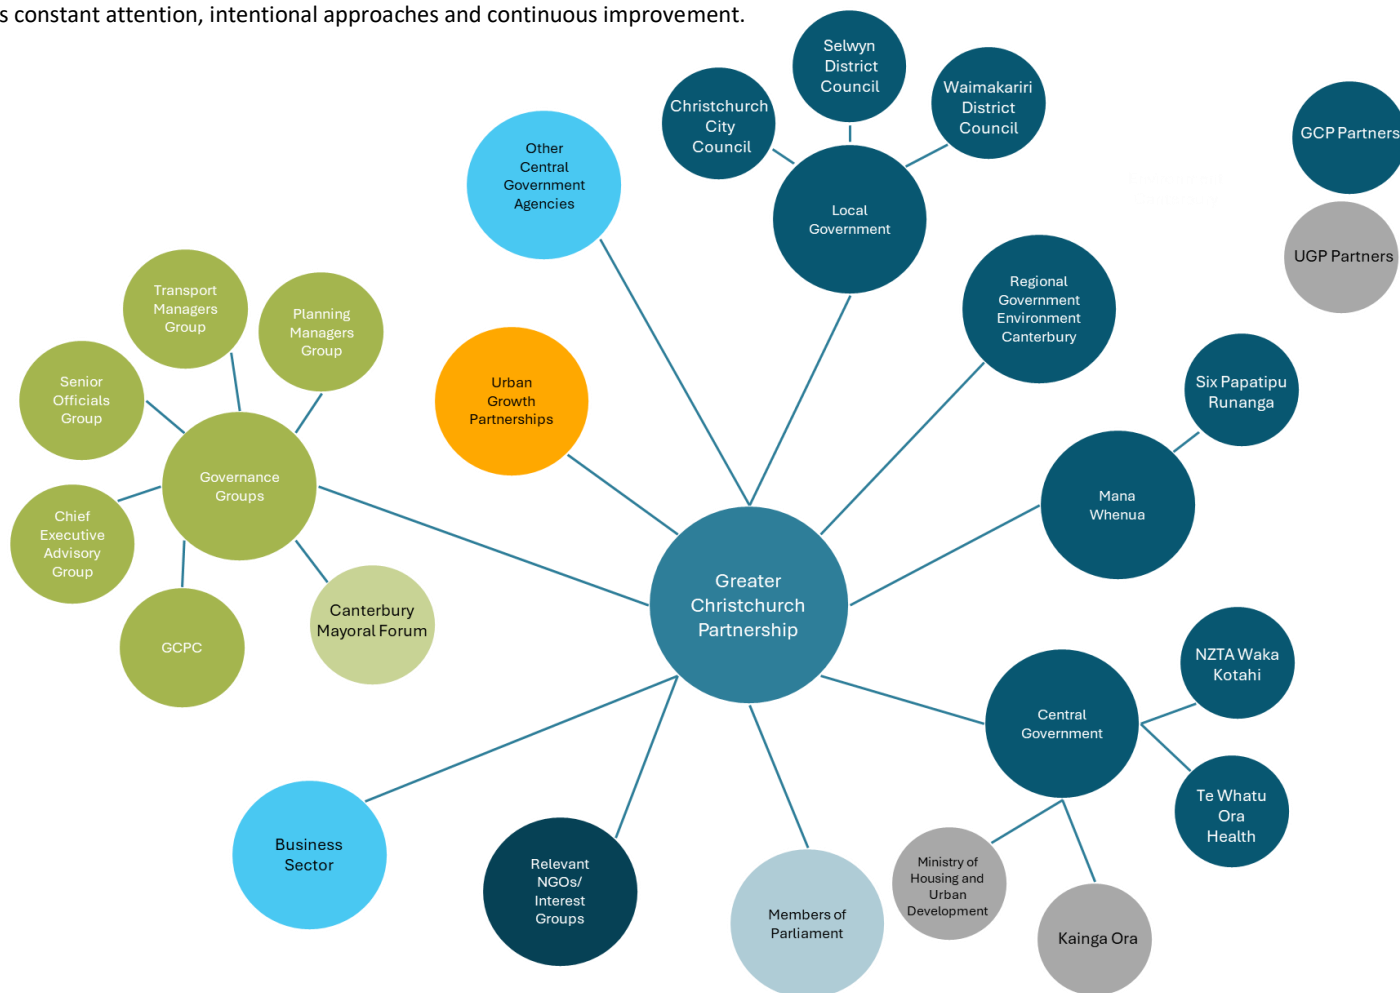 s constant attention, intentional approaches and continuous improvement.
Selwyn
District
Council
Christchurch
City
Council
Waimakariri
District
Council
GCP Partners
Other
Central
Government
Agencies
Local
Government
UGP Partners
Regional
Government
Environment
Canterbury
Transport
Managers
Group
Planning
Managers
Group
Senior
Officials
Group
Urban
Growth
Partnerships
Six Papatipu
Runanga
Governance
Groups
Mana
Whenua
Chief
Executive
Advisory
Group
Greater
Christchurch
Partnership
Canterbury
Mayoral Forum
GCPC
NZTA Waka
Kotahi
Central
Government
Te Whatu
Ora
Health
Business
Sector
Relevant
NGOs/
Interest
Groups
Members of
Parliament
Ministry of
Housing and
Urban
Development
Kainga Ora